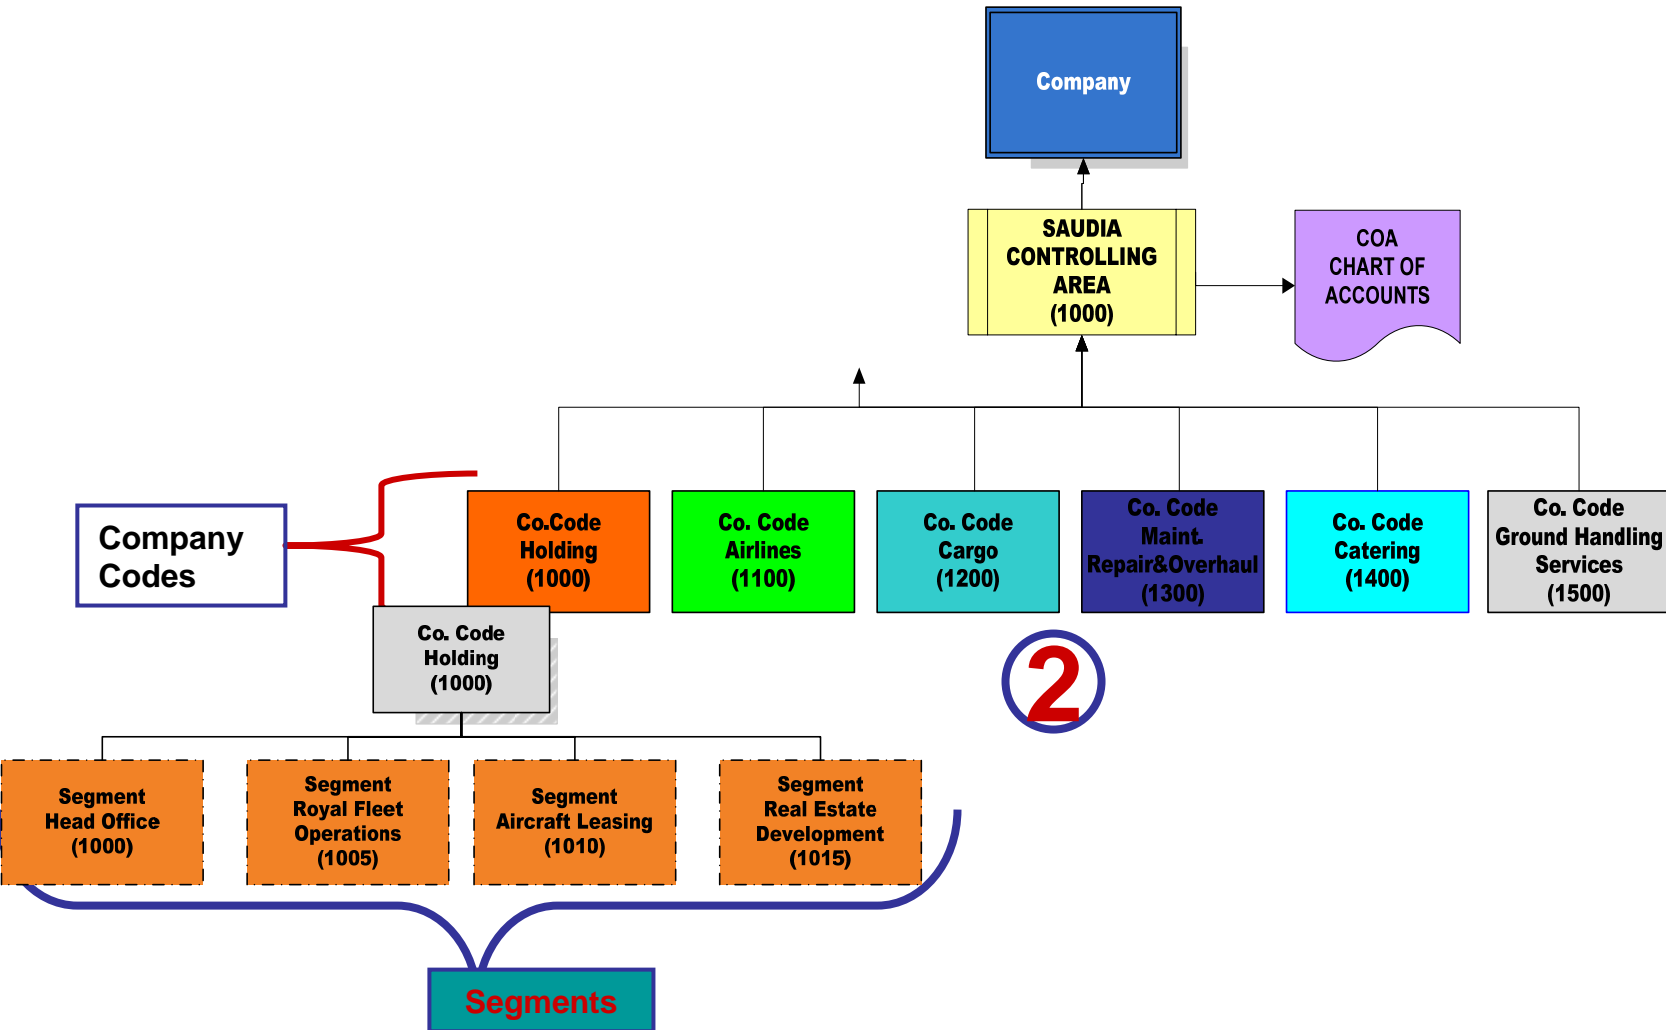 Company
SAUDIA
CONTROLLING
AREA
(1000)
COA
CHART OF
ACCOUNTS
Company
Codes
Co.Code
Holding
(1000)
Co. Code
Airlines
(1100)
Co. Code
Cargo
(1200)
Co. Code
Maint.
Repair&Overhaul
(1300)
Co. Code
Catering
(1400)
Co. Code
Ground Handling
Services
(1500)
Co. Code
Holding
(1000)
2
Segment
Head Office
(1000)
Segment
Royal Fleet
Operations
(1005)
Segment
Aircraft Leasing
(1010)
Segment
Real Estate
Development
(1015)
Segments